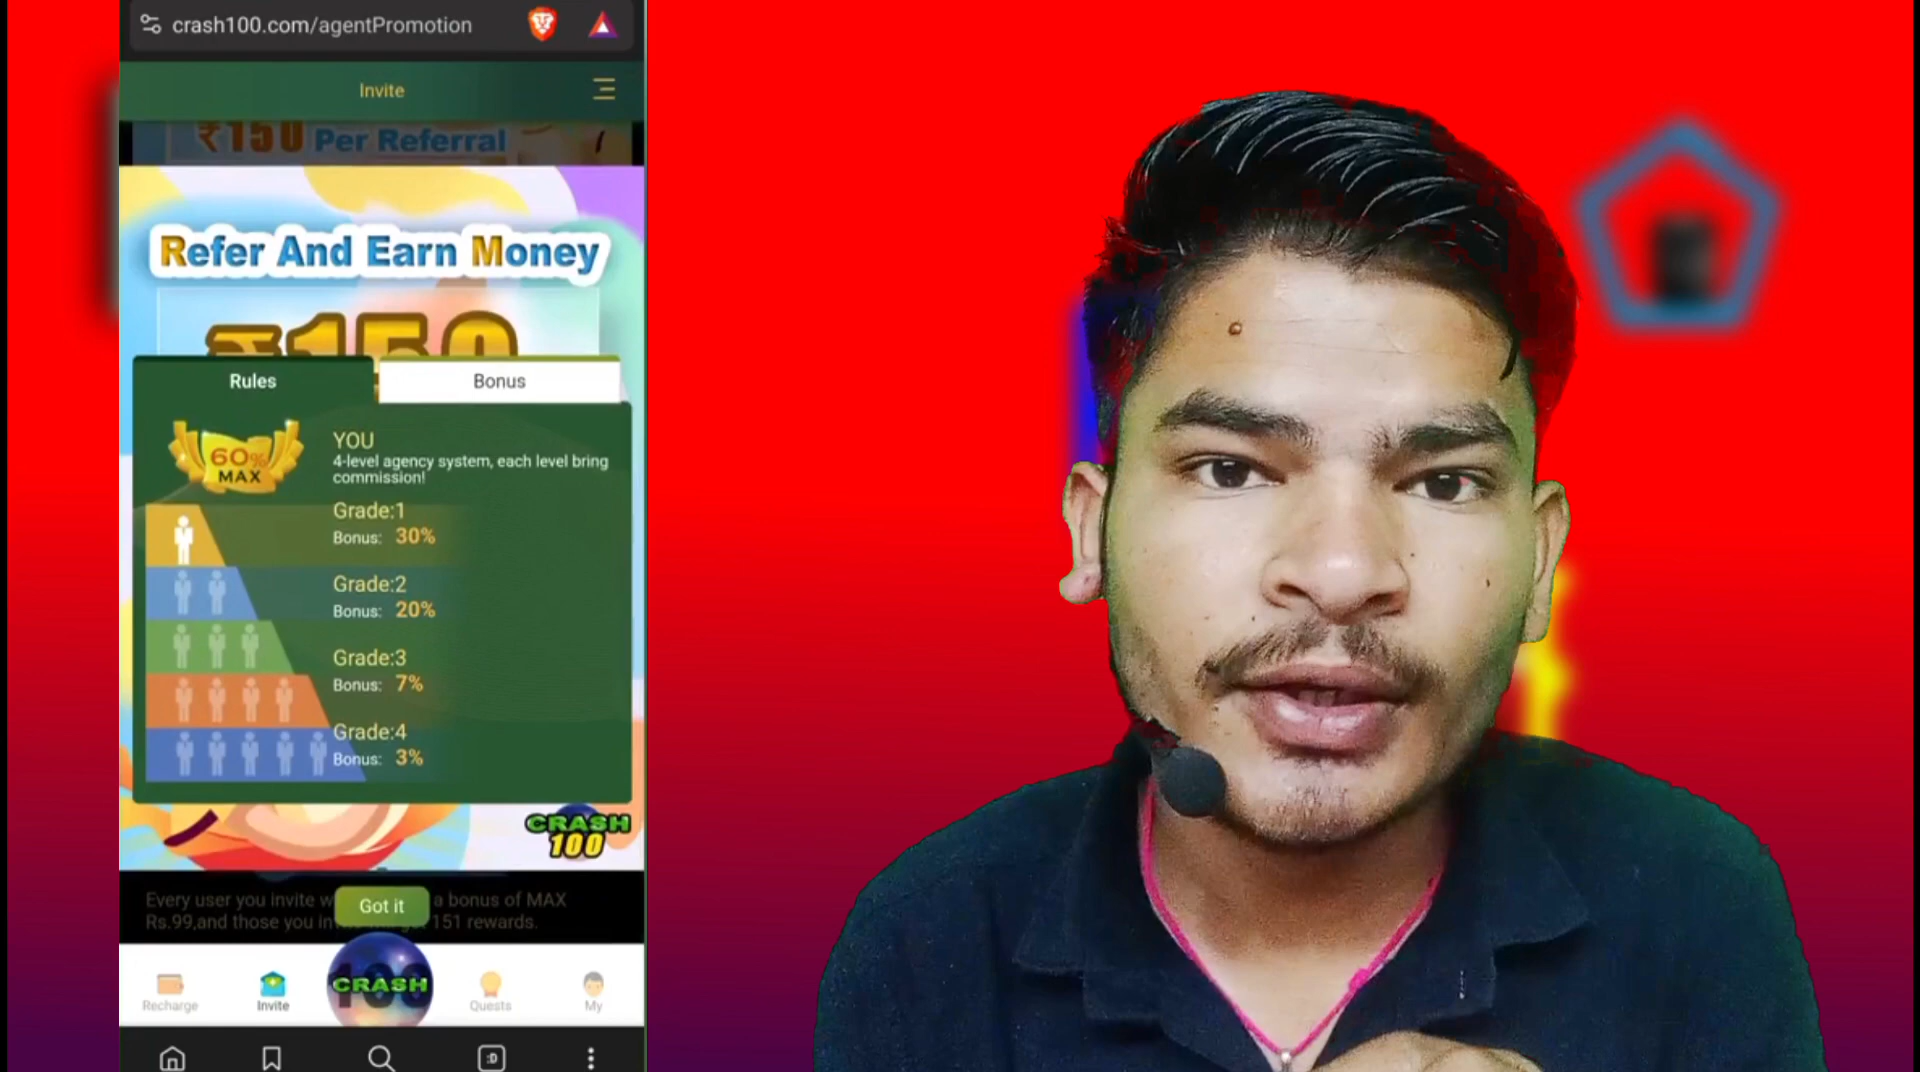 crash100.com/agentPromotion
Invite
₹150 Per Referral
Refer And Earn Money
₹150
Rules
Bonus
60%
MAX
YOU
4-level agency system, each level bring
commission!
Grade:1
Bonus: 30%
Grade:2
Bonus: 20%
Grade:3
Bonus: 7%
Grade:4
Bonus: 3%
CRASH
100
Every user you invite a bonus of MAX
Got it
Rs.99,and those you 151 rewards.
100
CRASH
Recharge
Invite
Quests
My
:D